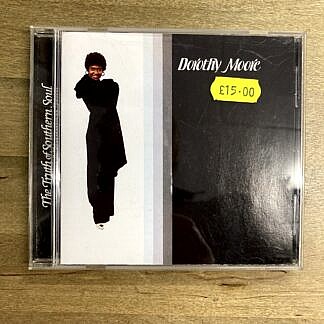 The Truth of Southern Soul
Dorothy Moore
£15.00